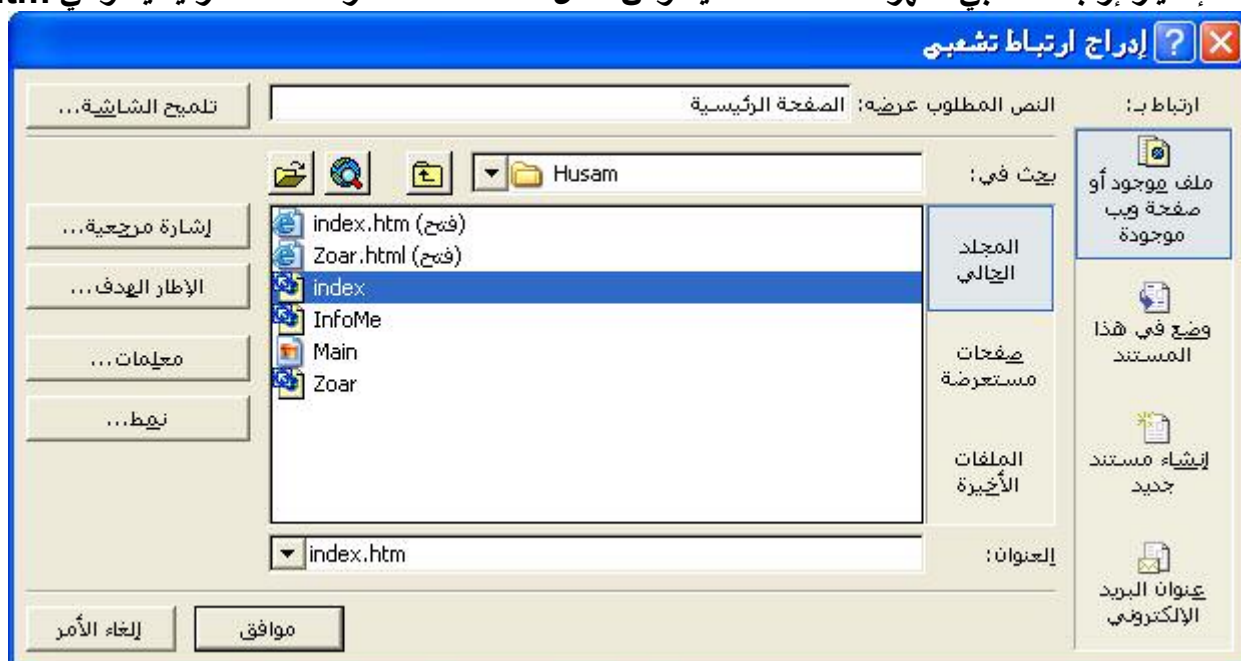 إدراج ارتباط تشعبي
ارتباط بـ:
النص المطلوب عرضه: الصفحة الرئيسية
تلميح الشاشة...
ملف موجود أو
صفحة ويب
موجودة
وضع في هذا
المستند
إنشاء مستند
جديد
عنوان البريد
الإلكتروني
بحث في:
Husam
المجلد
الحالي
صفحات
مستعرضة
الملفات
الأخيرة
index.htm (فتح)
Zoar.html (فتح)
index
InfoMe
Main
Zoar
إشارة مرجعية...
الإطار الهدف...
معلمات...
نمط...
العنوان:
index.htm
موافق
إلغاء الأمر